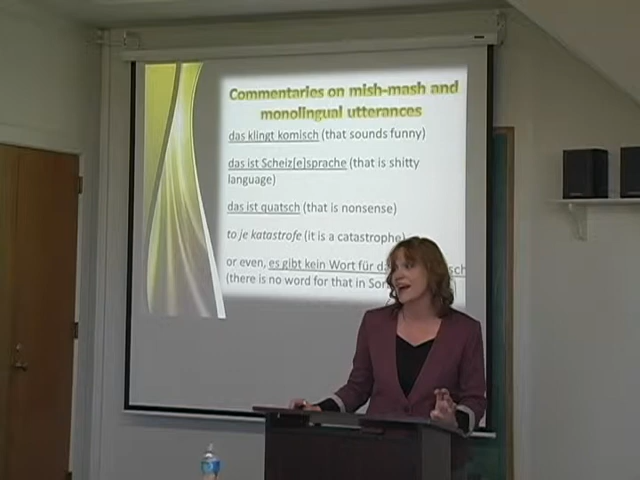 Commentaries on mish-mash and
monolingual utterances
das klingt komisch (that sounds funny)
das ist Scheiz[e]sprache (that is shitty
language)
das ist quatsch (that is nonsense)
to je katastrofe (it is a catastrophe)
or even, es gibt kein Wort für
(there is no word for that in